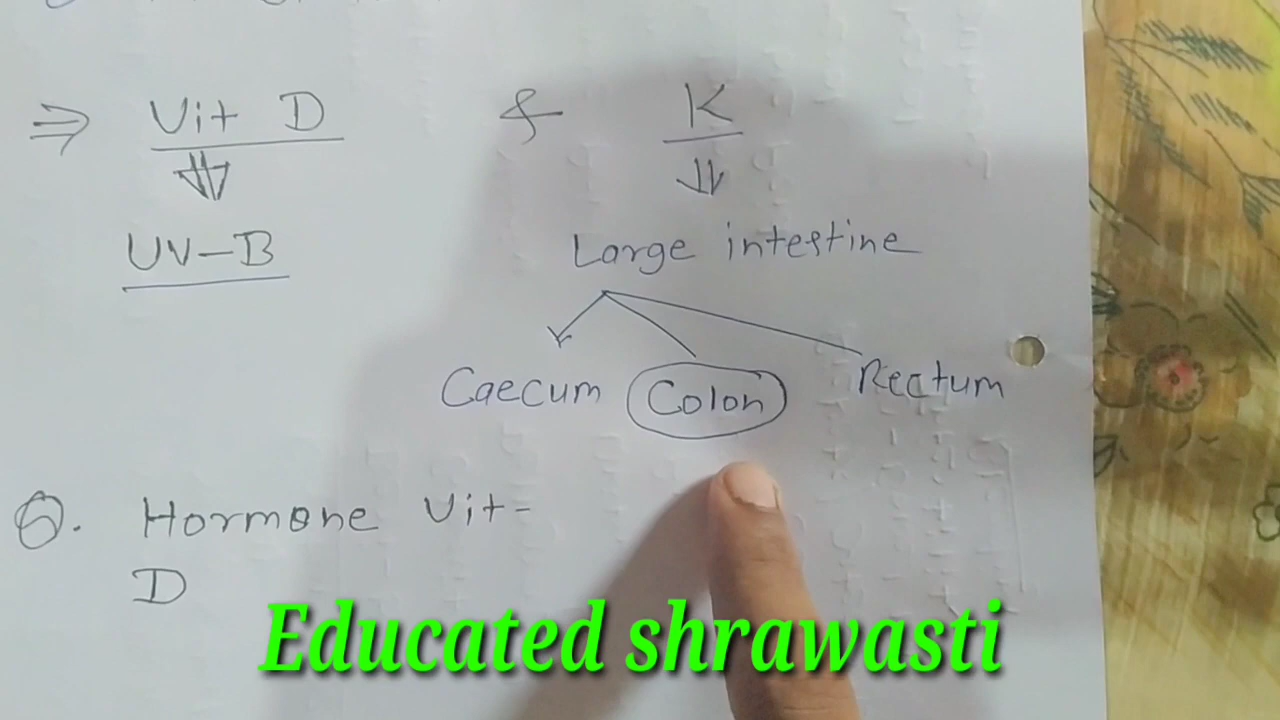 ⇒ Vit D & K
UV-B
Large intestine
Caecum Colon Rectum
Q. Hormone Vit-
D
Educated shrawasti